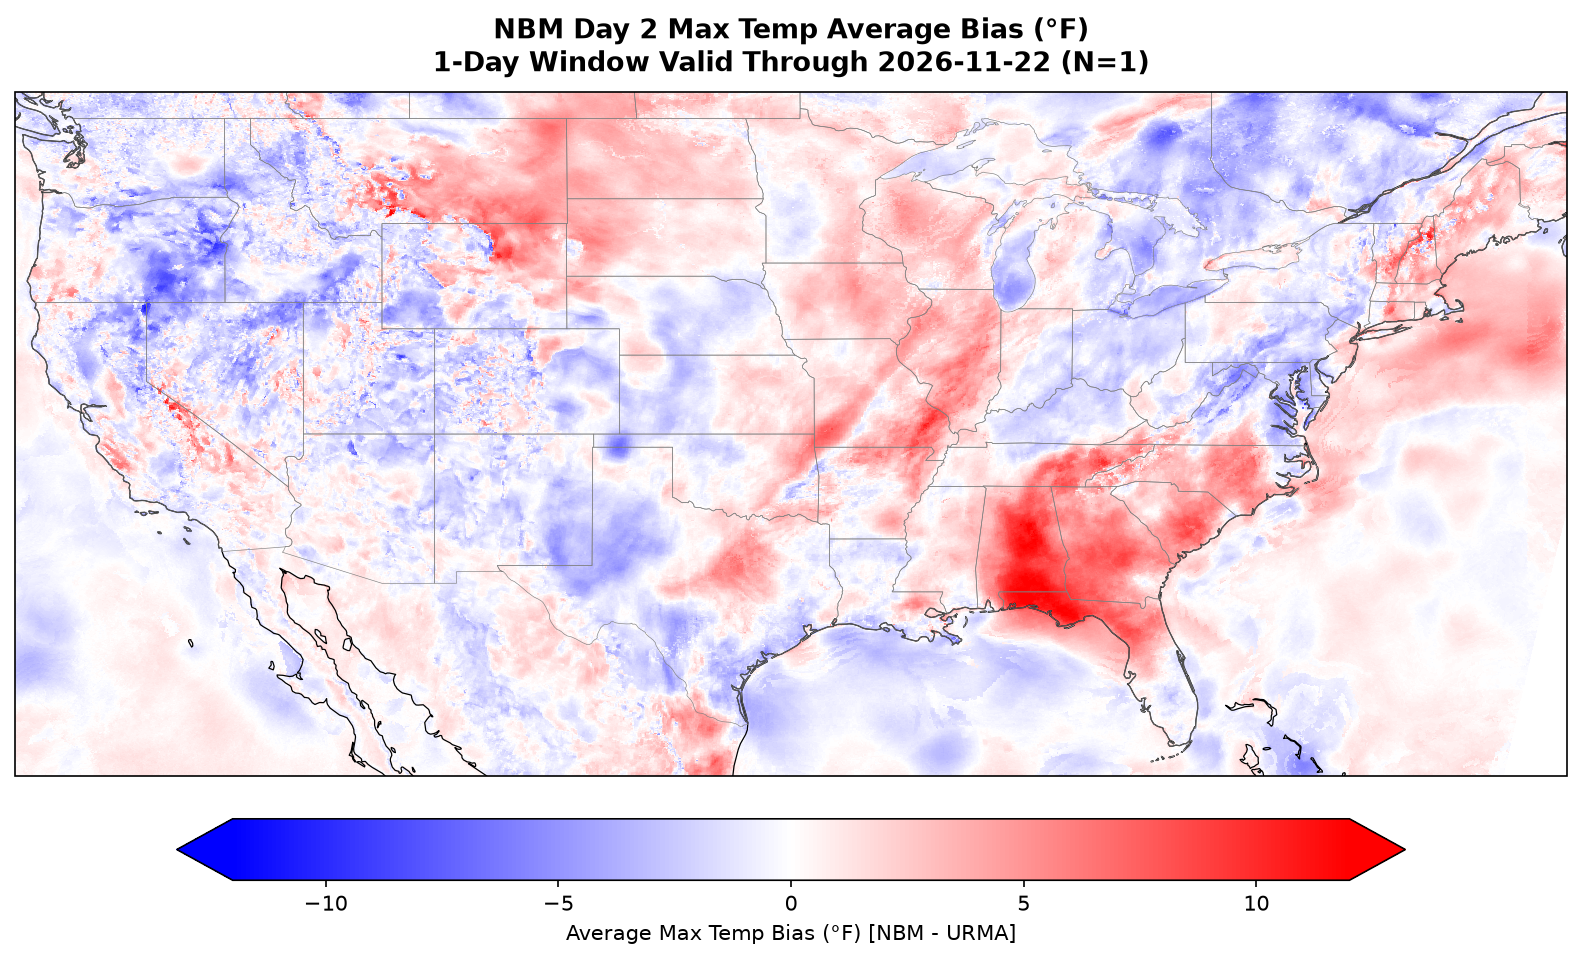 NBM Day 2 Max Temp Average Bias (°F)
1-Day Window Valid Through 2026-11-22 (N=1)
−10 −5 0 5 10
Average Max Temp Bias (°F) [NBM - URMA]